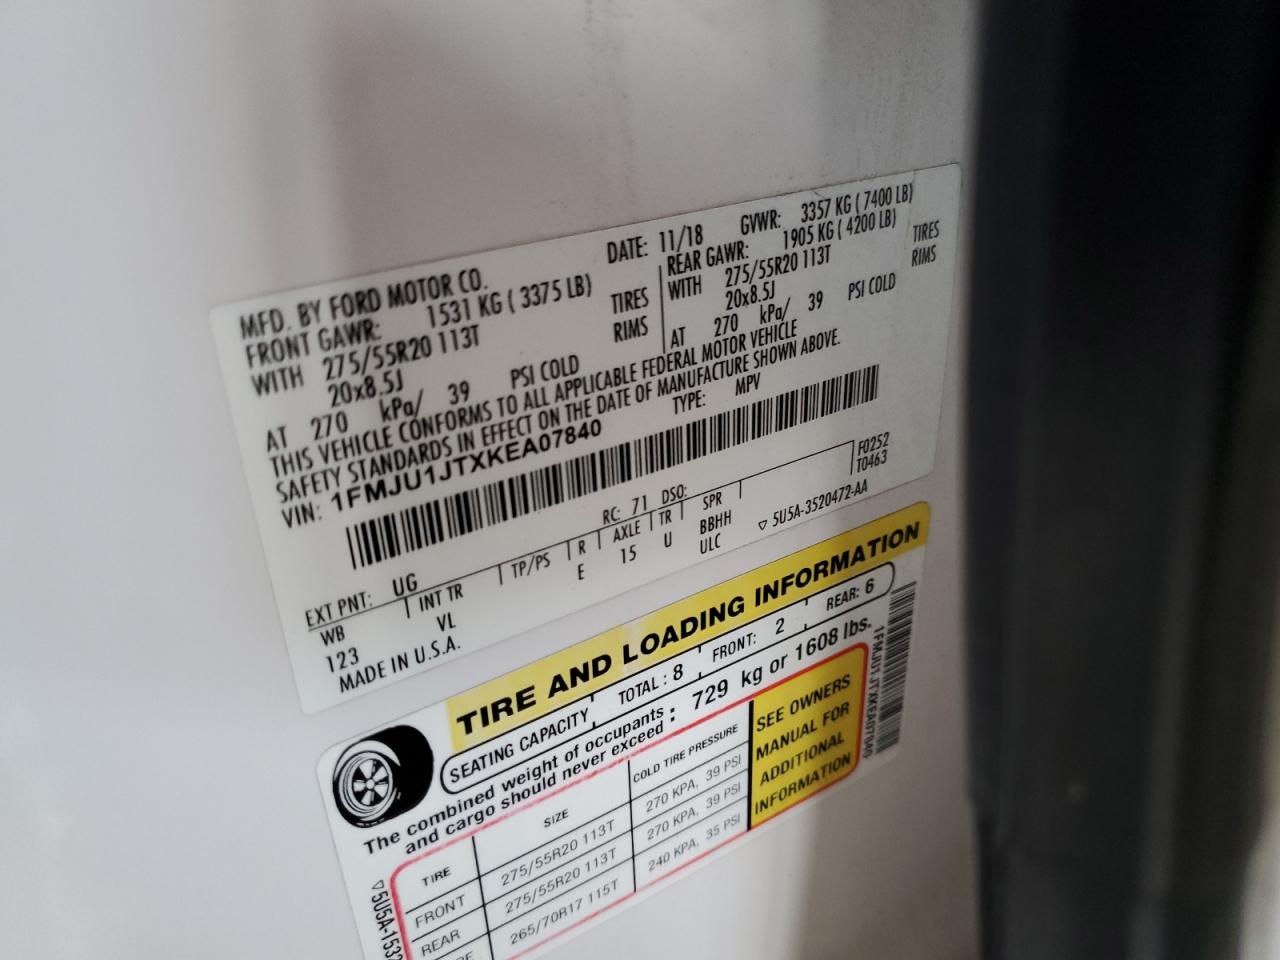 MFD. BY FORD MOTOR CO.
DATE: 11/18 GVWR: 3357 KG ( 7400 LB)
FRONT GAWR: 1531 KG ( 3375 LB)
REAR GAWR: 1905 KG ( 4200 LB)
WITH 275/55R20 113T TIRES
WITH 275/55R20 113T TIRES
20x8.5J RIMS
20x8.5J RIMS
AT 270 kPa/ 39 PSI COLD
AT 270 kPa/ 39 PSI COLD
THIS VEHICLE CONFORMS TO ALL APPLICABLE FEDERAL MOTOR VEHICLE
SAFETY STANDARDS IN EFFECT ON THE DATE OF MANUFACTURE SHOWN ABOVE.
VIN: 1FMJU1JTXKEA07840 TYPE: MPV
F0252
T0463
EXT PNT: UG RC: 71 DSO:
WB INT TR TP/PS R AXLE TR SPR
123 VL E 15 U BBHH
ULC
MADE IN U.S.A.
▽ 5U5A-3520472-AA
TIRE AND LOADING INFORMATION
SEATING CAPACITY TOTAL : 8 FRONT: 2 REAR: 6
The combined weight of occupants
and cargo should never exceed : 729 kg or 1608 lbs.
TIRE SIZE COLD TIRE PRESSURE
FRONT 275/55R20 113T 270 KPA, 39 PSI
REAR 275/55R20 113T 270 KPA, 39 PSI
265/70R17 115T 240 KPA, 35 PSI
SEE OWNERS
MANUAL FOR
ADDITIONAL
INFORMATION
1FMJU1JTXKEA07840